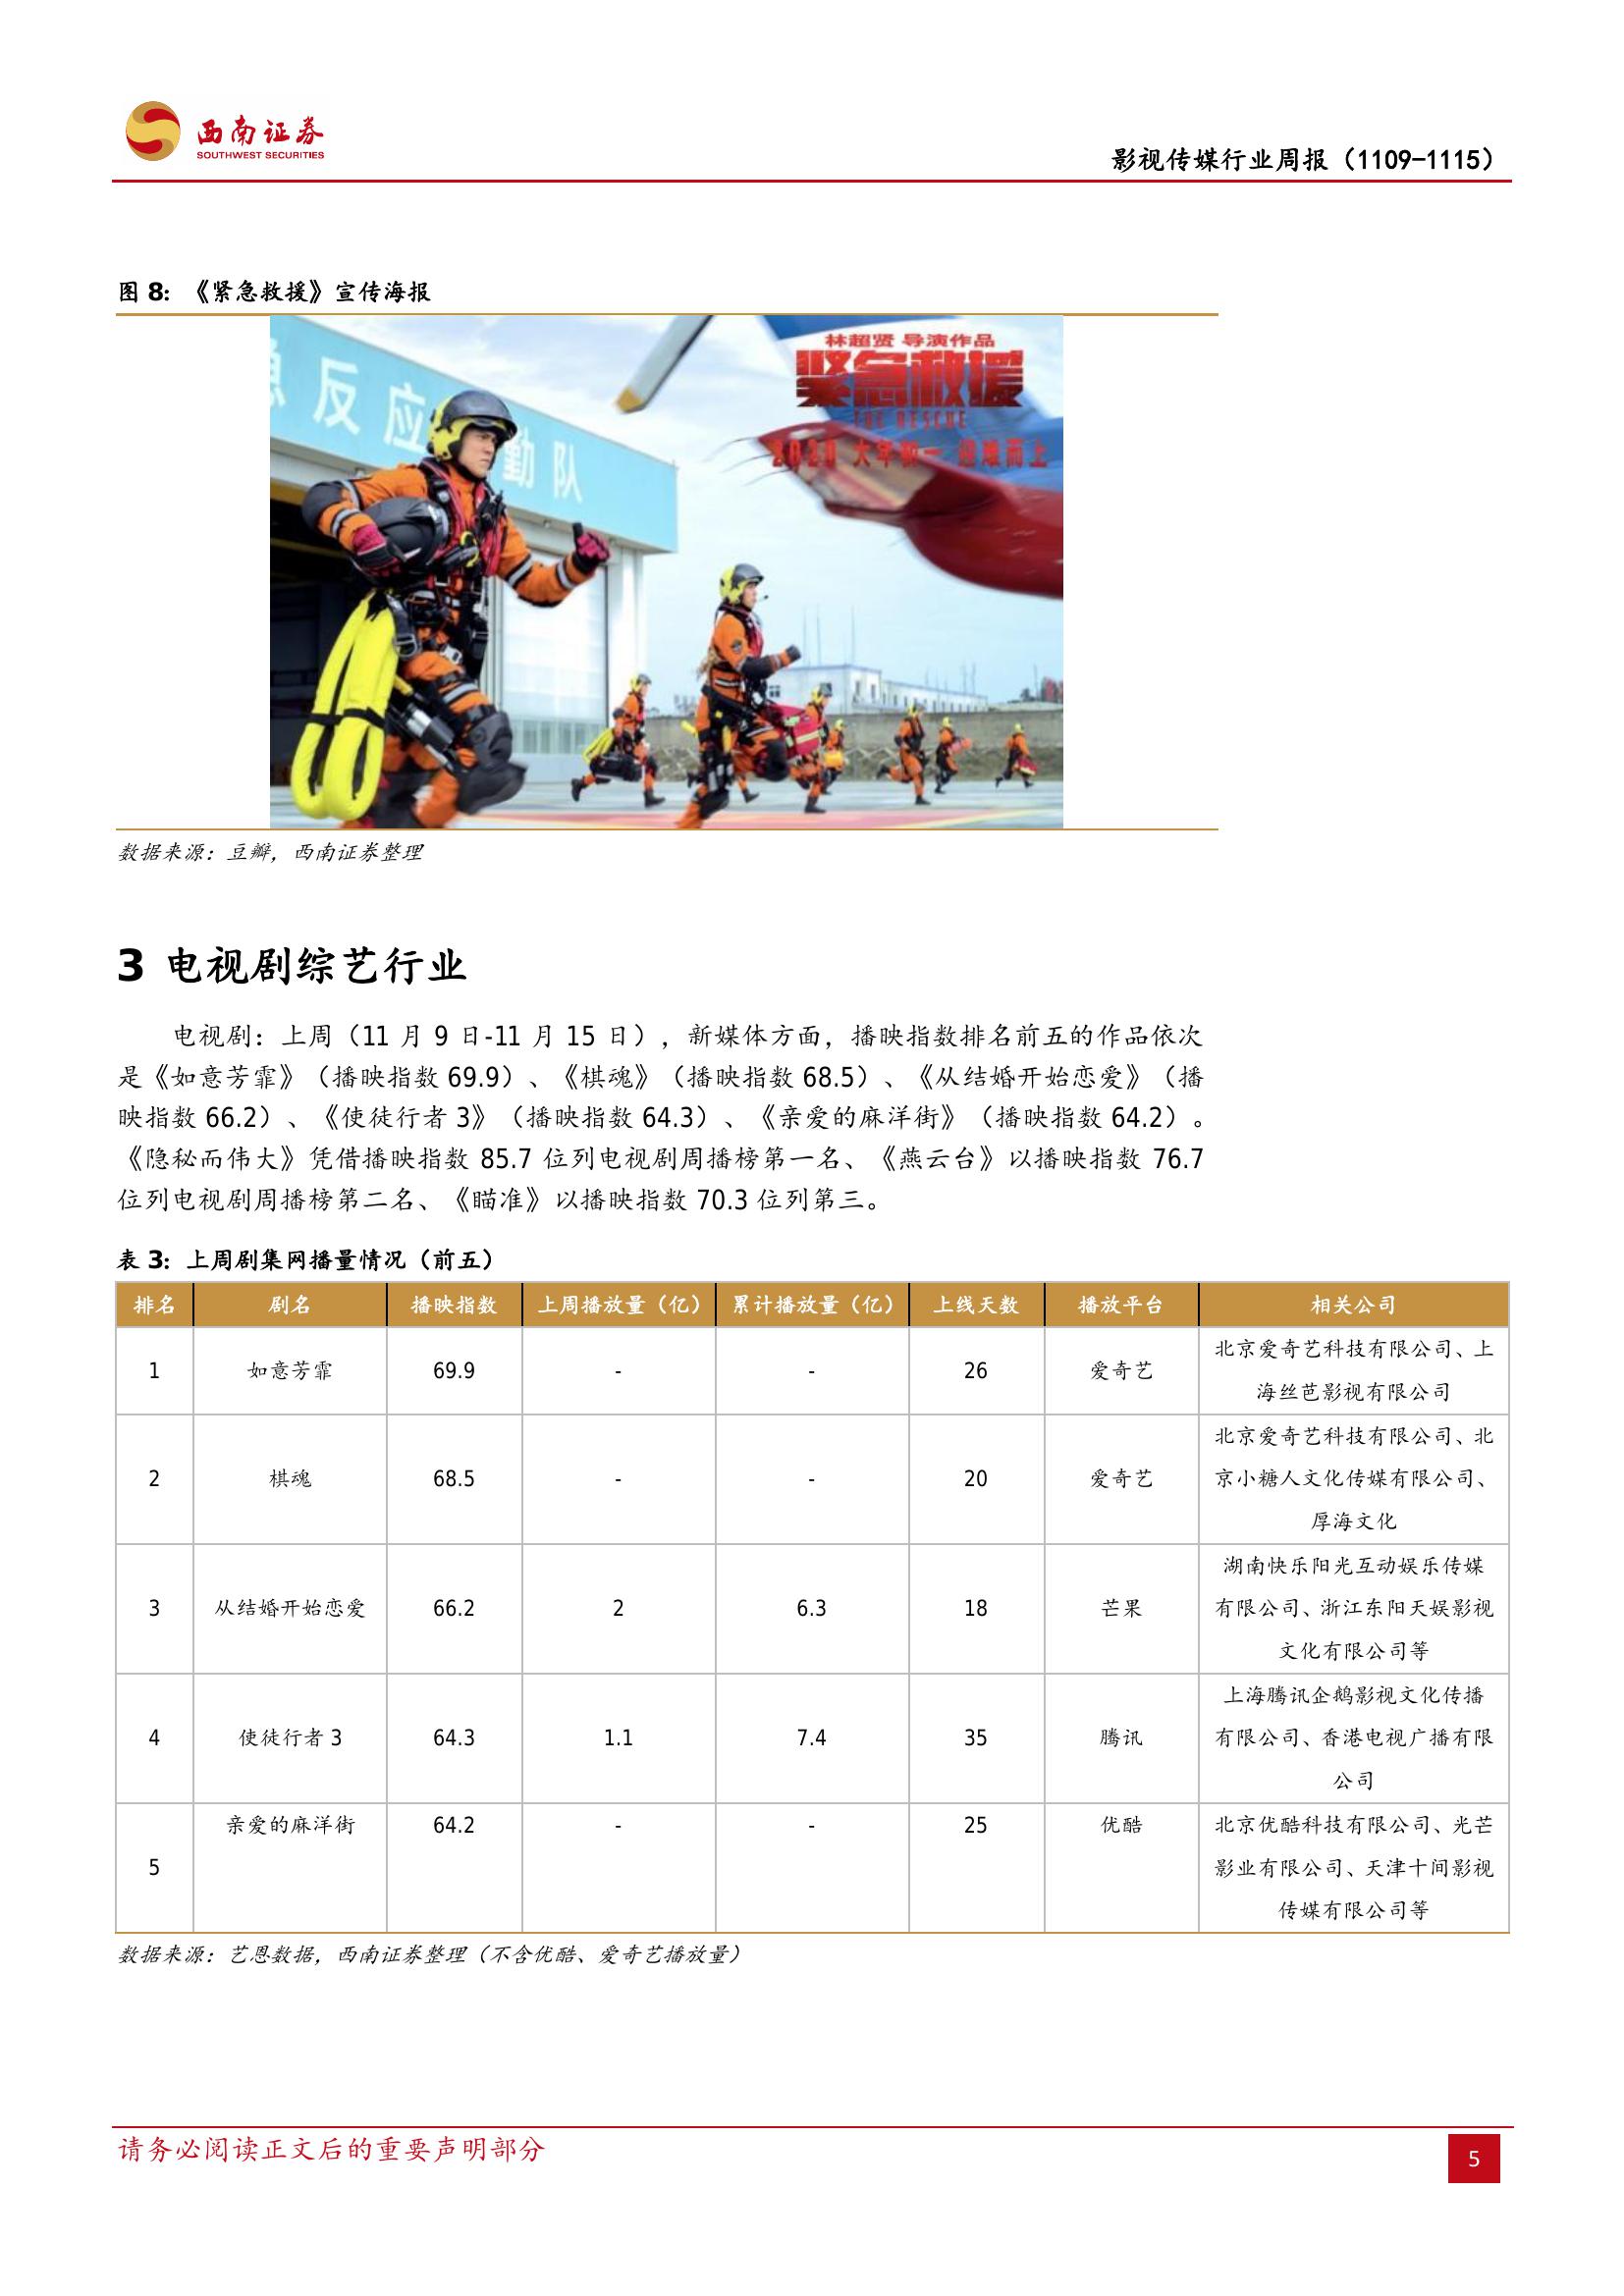 西南证券
SOUTHWEST SECURITIES
影视传媒行业周报（1109-1115）
图 8：《紧急救援》宣传海报
林超贤 导演作品
紧急救援
THE RESCUE
2020 大年初一 迎难而上
急反应 勤队
数据来源：豆瓣，西南证券整理
3 电视剧综艺行业
电视剧：上周（11 月 9 日-11 月 15 日），新媒体方面，播映指数排名前五的作品依次
是《如意芳霏》（播映指数 69.9）、《棋魂》（播映指数 68.5）、《从结婚开始恋爱》（播
映指数 66.2）、《使徒行者 3》（播映指数 64.3）、《亲爱的麻洋街》（播映指数 64.2）。
《隐秘而伟大》凭借播映指数 85.7 位列电视剧周播榜第一名、《燕云台》以播映指数 76.7
位列电视剧周播榜第二名、《瞄准》以播映指数 70.3 位列第三。
表 3：上周剧集网播量情况（前五）
排名 剧名 播映指数 上周播放量（亿） 累计播放量（亿） 上线天数 播放平台 相关公司
1 如意芳霏 69.9 - - 26 爱奇艺 北京爱奇艺科技有限公司、上
海丝芭影视有限公司
2 棋魂 68.5 - - 20 爱奇艺 北京爱奇艺科技有限公司、北
京小糖人文化传媒有限公司、
厚海文化
3 从结婚开始恋爱 66.2 2 6.3 18 芒果 湖南快乐阳光互动娱乐传媒
有限公司、浙江东阳天娱影视
文化有限公司等
4 使徒行者 3 64.3 1.1 7.4 35 腾讯 上海腾讯企鹅影视文化传播
有限公司、香港电视广播有限
公司
5 亲爱的麻洋街 64.2 - - 25 优酷 北京优酷科技有限公司、光芒
影业有限公司、天津十间影视
传媒有限公司等
数据来源：艺恩数据，西南证券整理（不含优酷、爱奇艺播放量）
请务必阅读正文后的重要声明部分
5